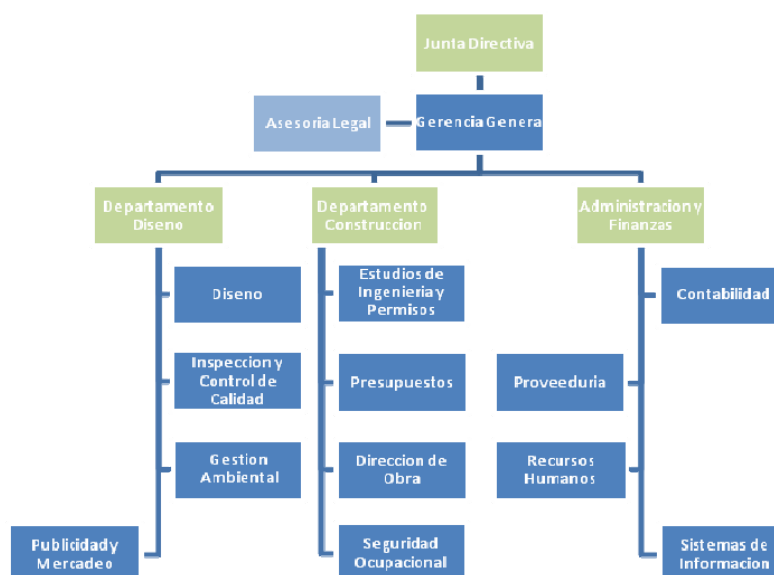 Junta Directiva
Asesoria Legal
Gerencia Genera
Departamento
Diseno
Departamento
Construccion
Administracion y
Finanzas
Diseno
Estudios de
Ingenieria y
Permisos
Contabilidad
Inspeccion y
Control de
Calidad
Presupuestos
Proveeduria
Gestion
Ambiental
Direccion de
Obra
Recursos
Humanos
Publicidad y
Mercadeo
Seguridad
Ocupacional
Sistemas de
Informacion